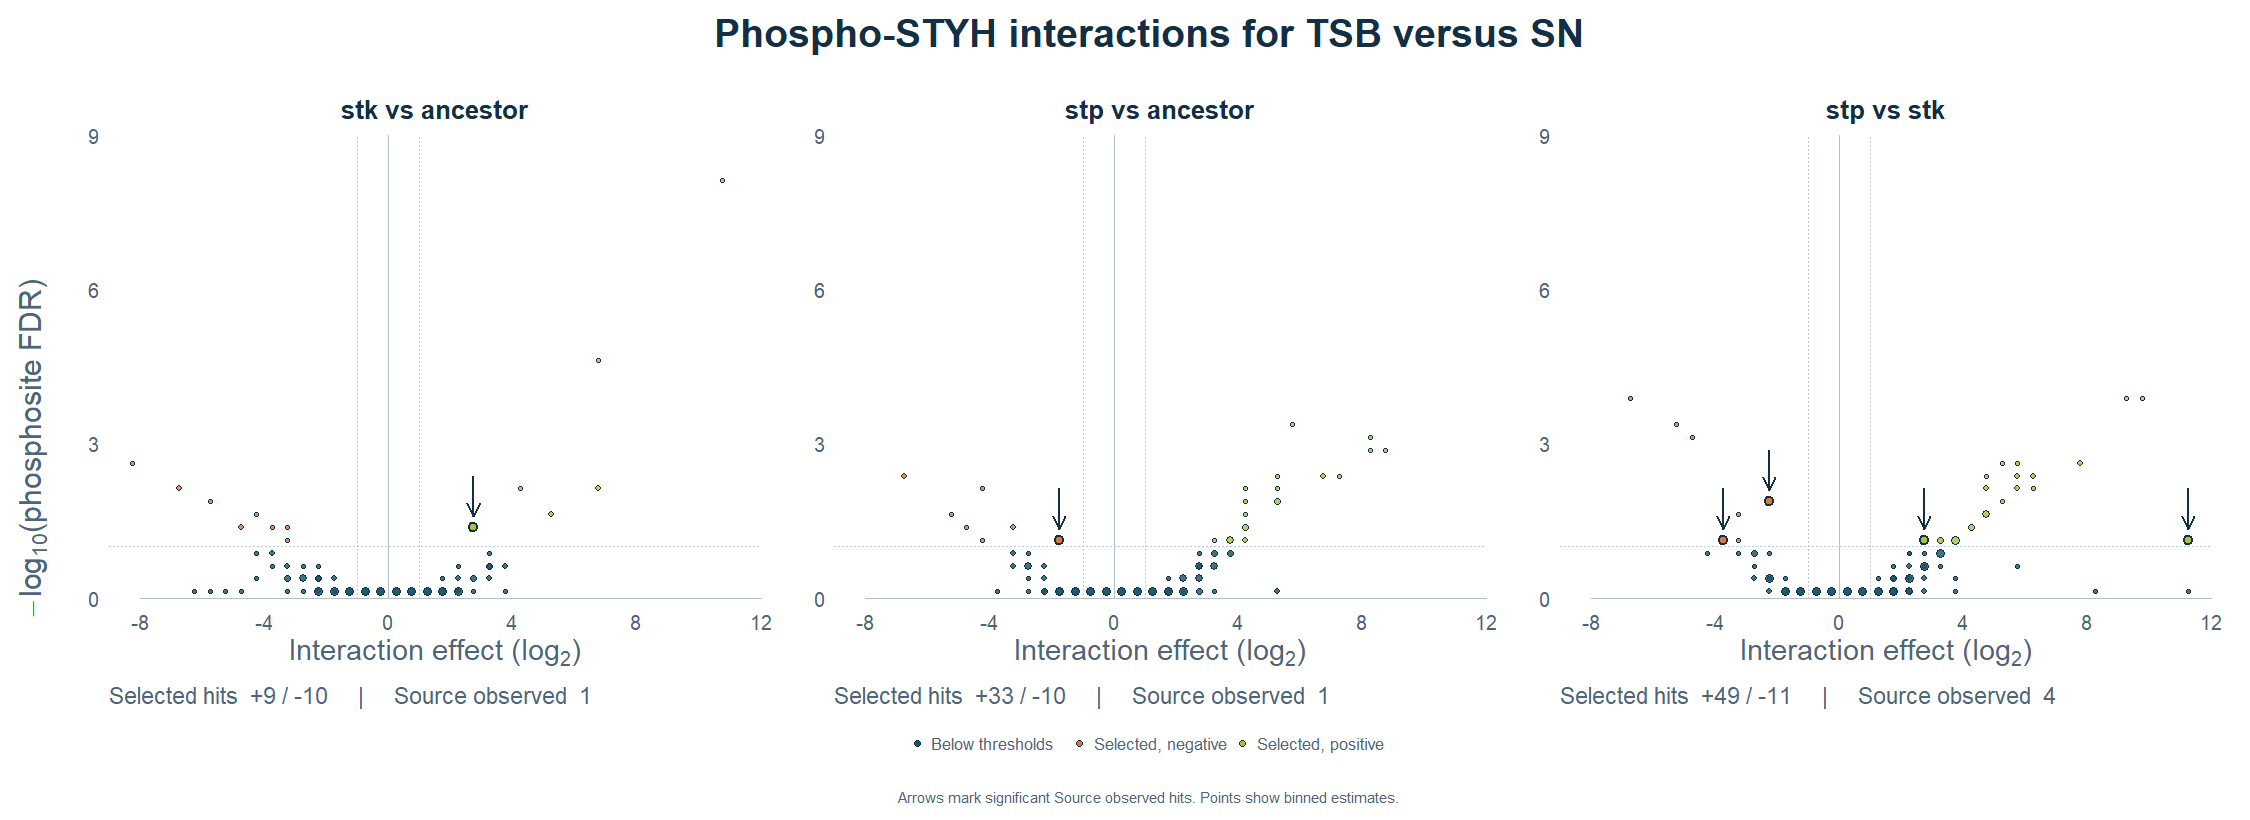 Phospho-STYH interactions for TSB versus SN
stk vs ancestor
stp vs ancestor
stp vs stk
−log10(phosphosite FDR)
9
6
3
0
-8 -4 0 4 8 12
Interaction effect (log2)
9
6
3
0
-8 -4 0 4 8 12
Interaction effect (log2)
9
6
3
0
-8 -4 0 4 8 12
Interaction effect (log2)
Selected hits +9 / -10 | Source observed 1
Selected hits +33 / -10 | Source observed 1
Selected hits +49 / -11 | Source observed 4
Below thresholds Selected, negative Selected, positive
Arrows mark significant Source observed hits. Points show binned estimates.